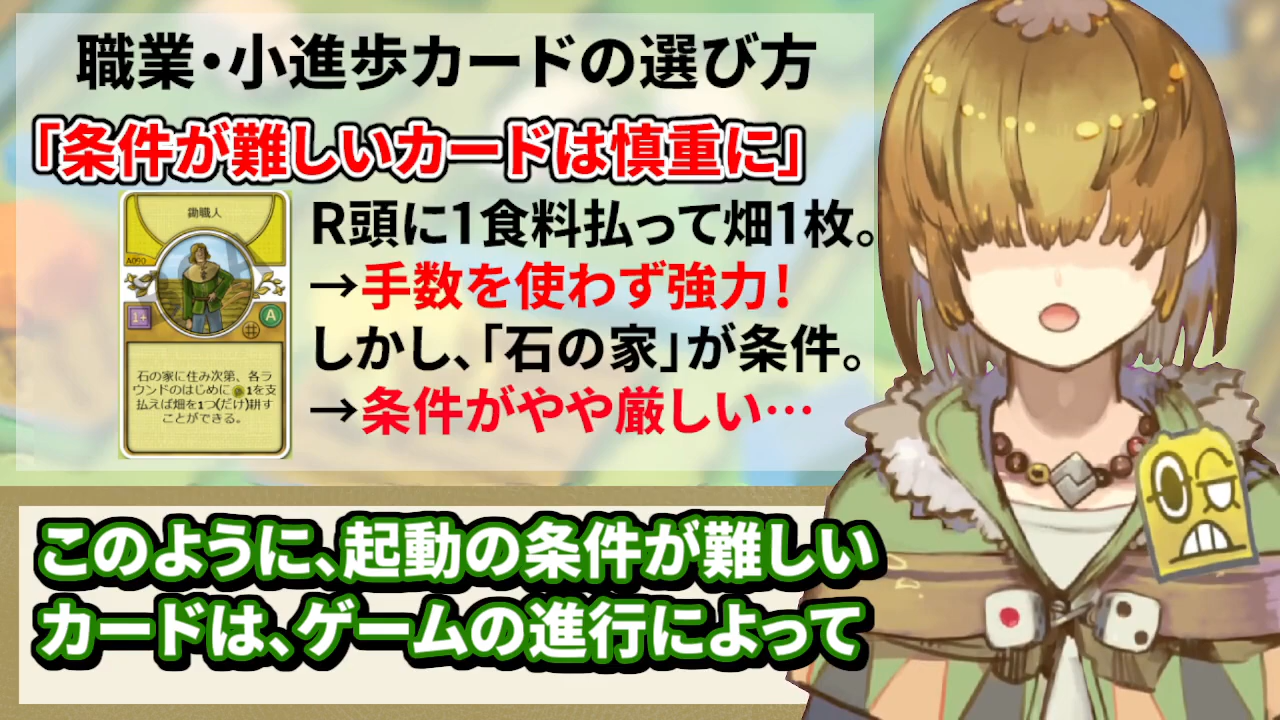 職業・小進歩カードの選び方
「条件が難しいカードは慎重に」
鋤職人
A090
1+
A
石の家に住み次第、各ラ
ウンドのはじめに1を支
払えば畑を1つ(だけ)耕す
ことができる。
R頭に1食料払って畑1枚。
→手数を使わず強力!
しかし、「石の家」が条件。
→条件がやや厳しい…
このように、起動の条件が難しい
カードは、ゲームの進行によって